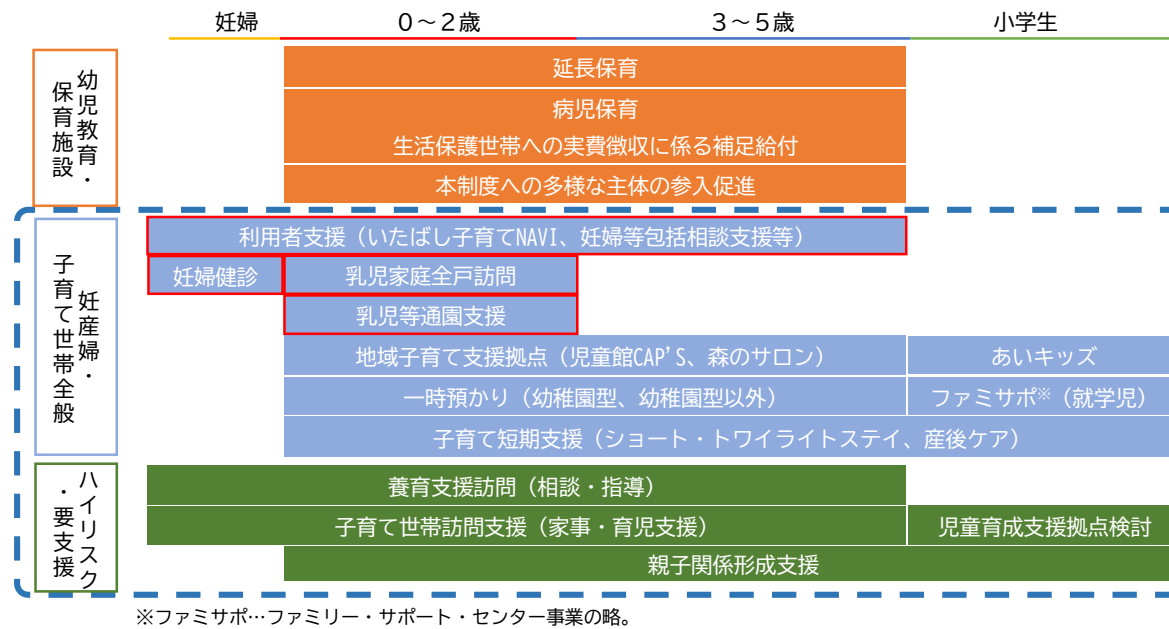 妊婦
0～2歳
3～5歳
小学生
幼児教育・
保育施設
延長保育
病児保育
生活保護世帯への実費徴収に係る補足給付
本制度への多様な主体の参入促進
妊産婦・
子育て世帯全般
利用者支援（いたばし子育てNAVI、妊婦等包括相談支援等）
妊婦健診
乳児家庭全戸訪問
乳児等通園支援
地域子育て支援拠点（児童館CAP'S、森のサロン）
あいキッズ
一時預かり（幼稚園型、幼稚園型以外）
ファミサポ※（就学児）
子育て短期支援（ショート・トワイライトステイ、産後ケア）
ハイリスク
・要支援
養育支援訪問（相談・指導）
子育て世帯訪問支援（家事・育児支援）
児童育成支援拠点検討
親子関係形成支援
※ファミサポ…ファミリー・サポート・センター事業の略。